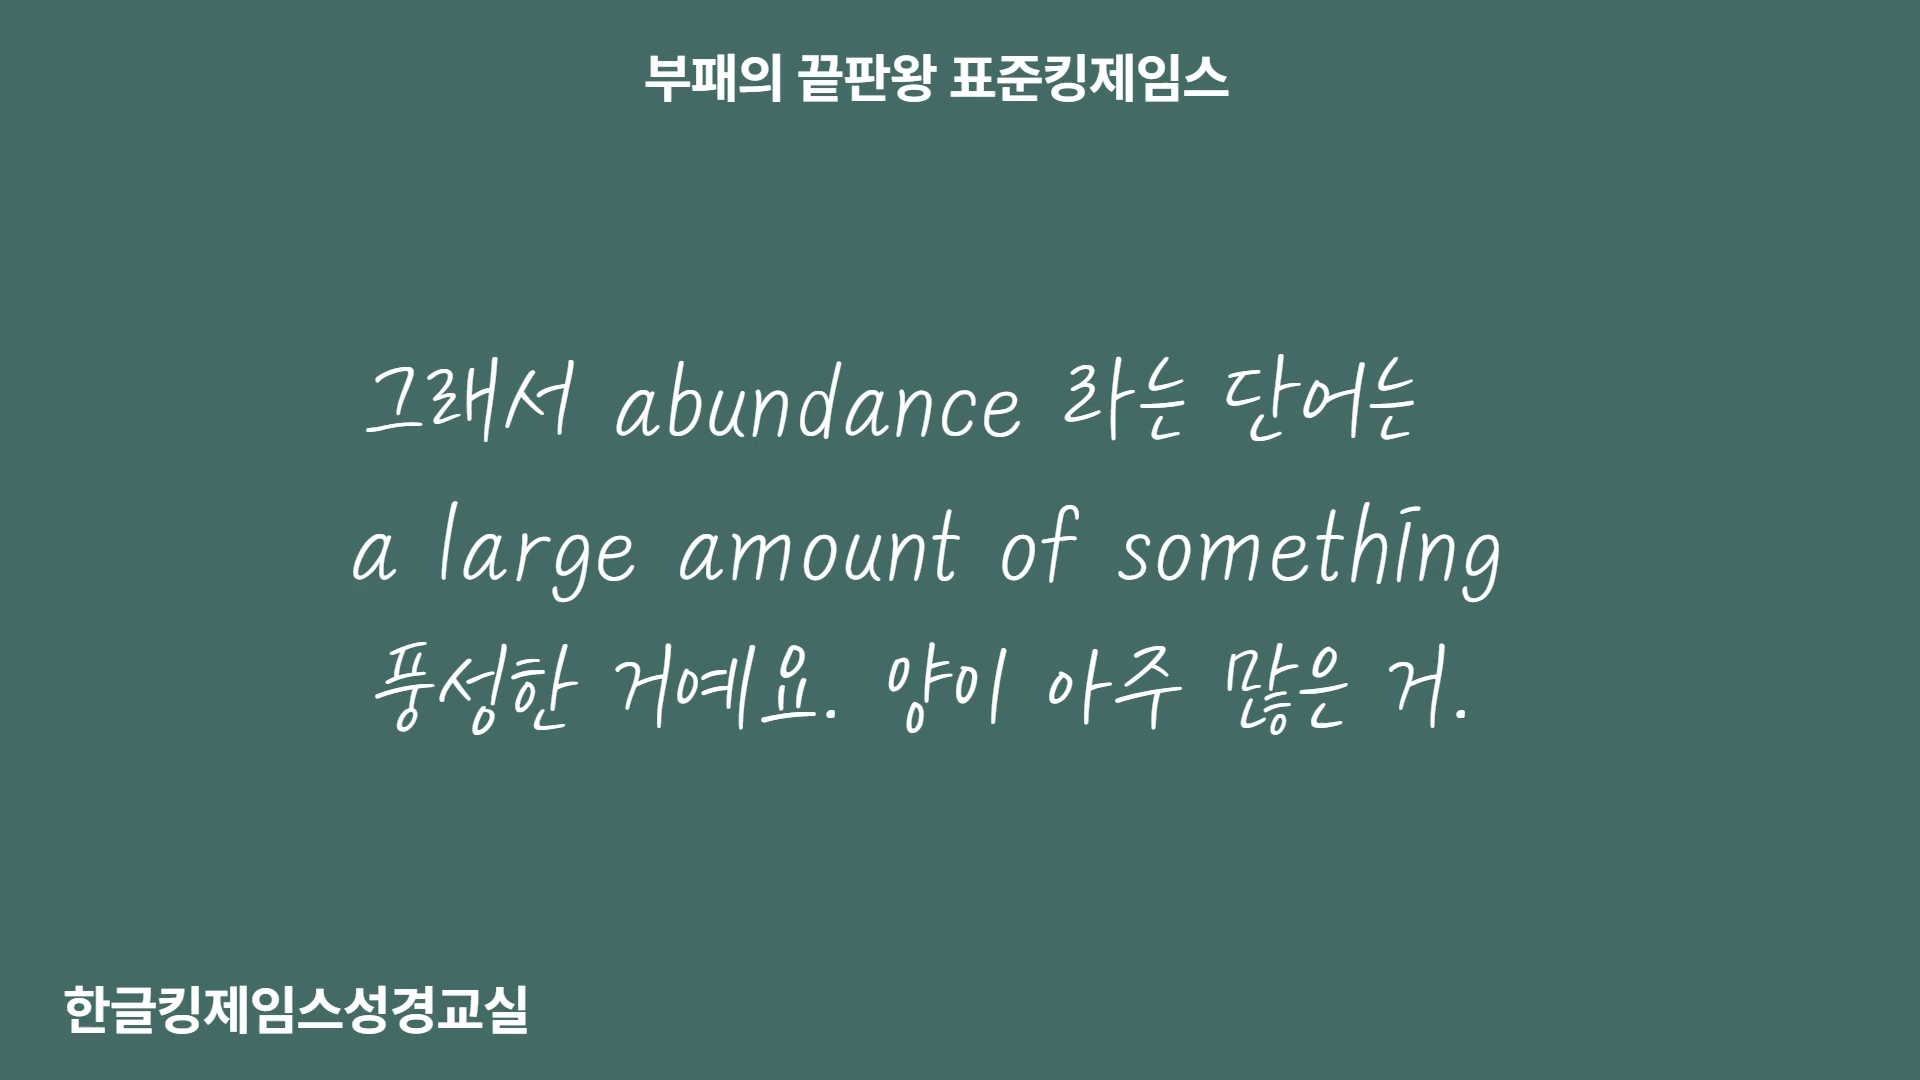 부패의 끝판왕 표준킹제임스
그래서 abundance 라는 단어는
a large amount of something
풍성한 거예요. 양이 아주 많은 거.
한글킹제임스성경교실